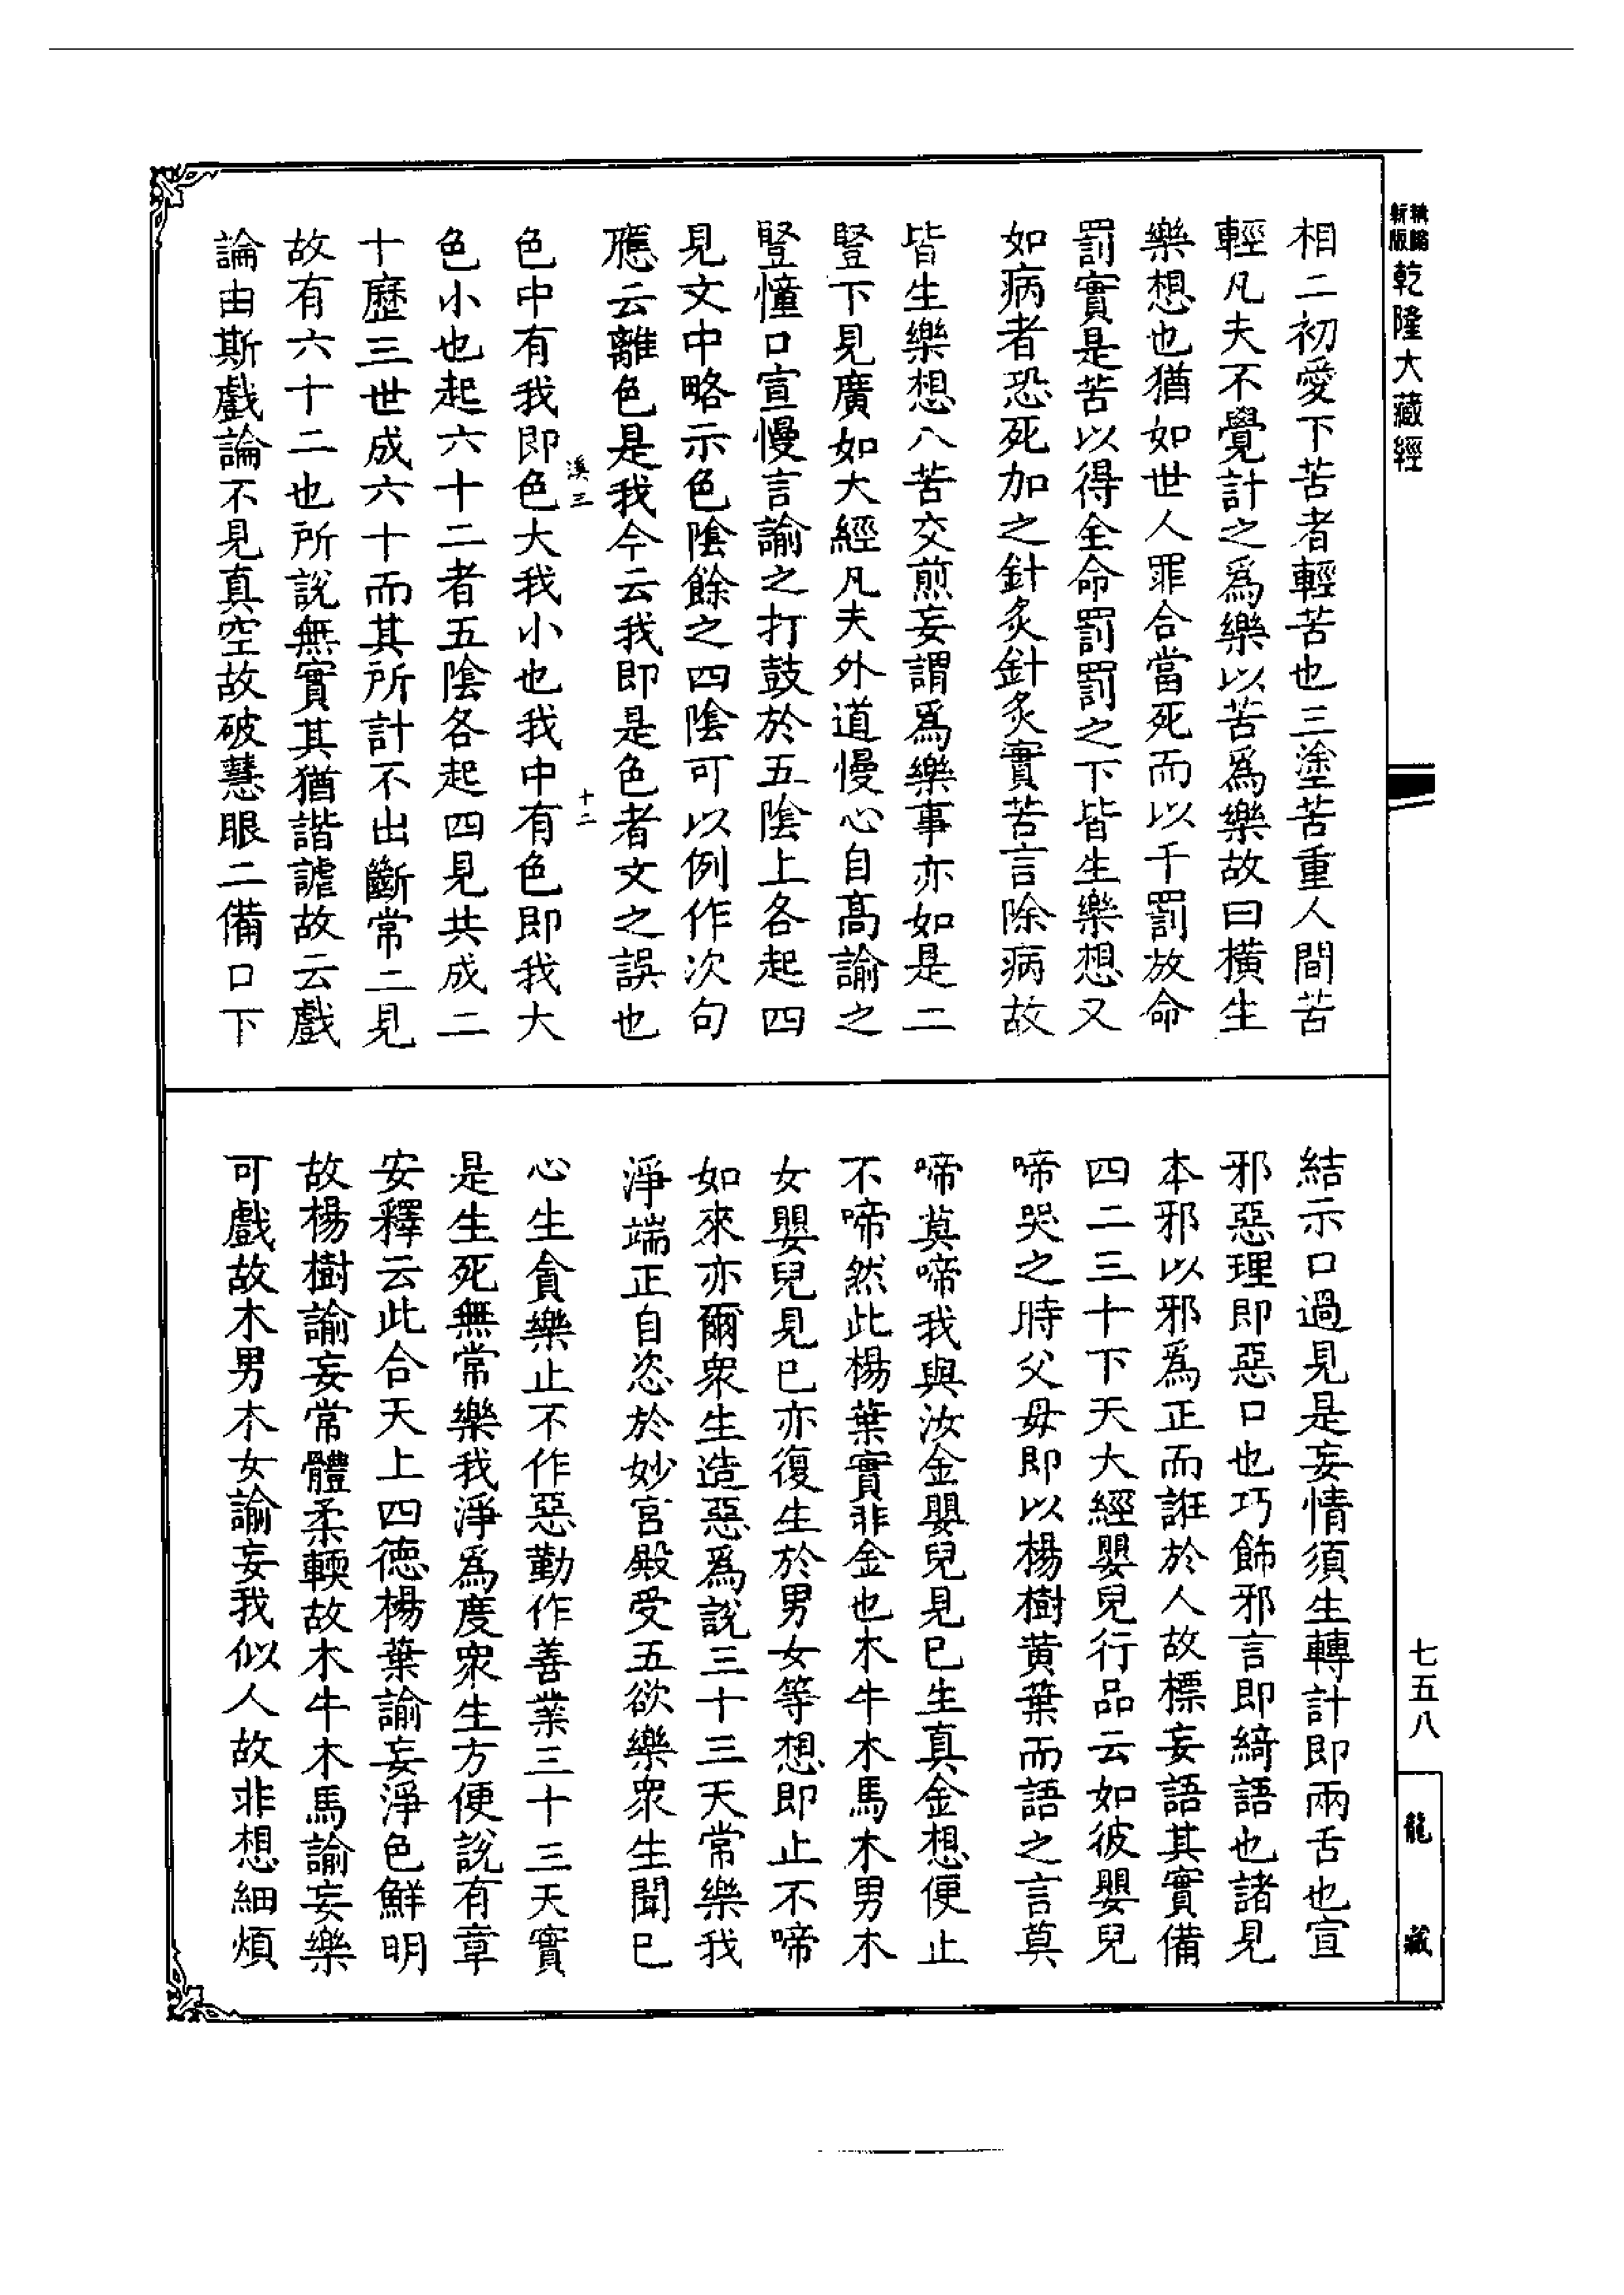 新版精縮乾隆大藏經
相二初愛下苦者輕苦也三塗苦重人間苦
輕凡夫不覺計之爲樂以苦爲樂故曰橫生
樂想也猶如世人罪合當死而以千罰放命
罰實是苦以得全命罰罰之下皆生樂想又
如病者恐死加之針炙針炙實苦言除病故
皆生樂想八苦交煎妄謂爲樂事亦如是二
豎下見廣如大經凡夫外道慢心自高諭之
豎憧口宣慢言諭之打鼓於五陰上各起四
見文中略示色陰餘之四陰可以例作次句
應云離色是我今云我即是色者文之誤也
溪三
十二
色中有我即色大我小也我中有色即我大
色小也起六十二者五陰各起四見共成二
十歷三世成六十而其所計不出斷常二見
故有六十二也所說無實其猶諧謔故云戲
論由斯戲論不見真空故破慧眼二備口下
結示口過見是妄情須生轉計即兩舌也宣
邪惡理即惡口也巧飾邪言即綺語也諸見
本邪以邪爲正而誑於人故標妄語其實備
四二三十下天大經嬰兒行品云如彼嬰兒
啼哭之時父母即以楊樹黄葉而語之言莫
啼莫啼我與汝金嬰兒見巳生真金想便止
不啼然此楊葉實非金也木牛木馬木男木
女嬰兒見巳亦復生於男女等想即止不啼
如來亦爾衆生造惡爲說三十三天常樂我
淨端正自恣於妙宮殿受五欲樂衆生聞巳
心生貪樂止不作惡勤作善業三十三天實
是生死無常樂我淨爲度衆生方便說有章
安釋云此合天上四德楊葉諭妄淨色鮮明
故楊樹諭妄常體柔輭故木牛木馬諭妄樂
可戲故木男木女諭妄我似人故非想細煩
七五八
龍藏